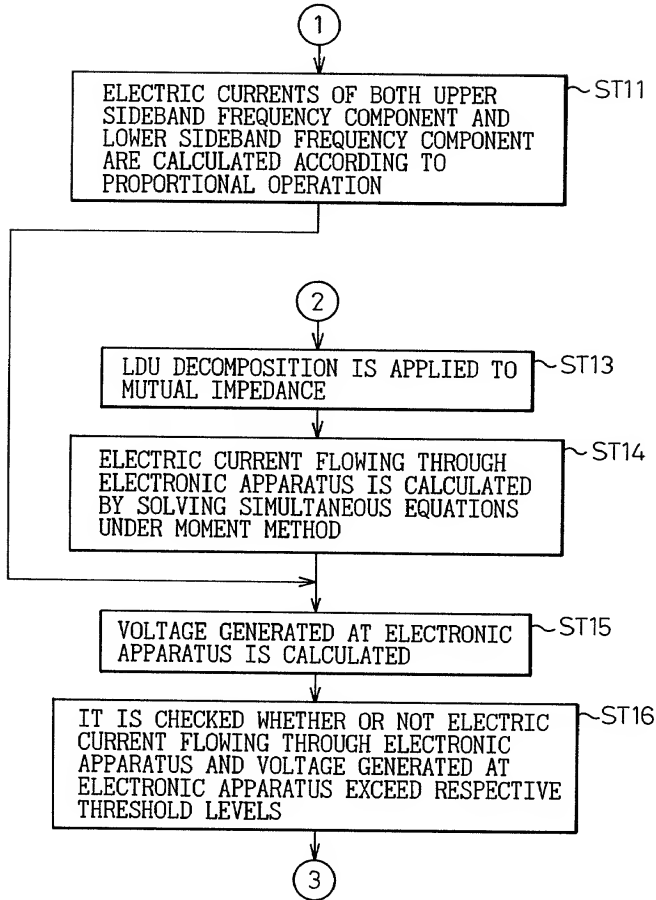 1
ELECTRIC CURRENTS OF BOTH UPPER
SIDEBAND FREQUENCY COMPONENT AND
LOWER SIDEBAND FREQUENCY COMPONENT
ARE CALCULATED ACCORDING TO
PROPORTIONAL OPERATION
ST11
2
LDU DECOMPOSITION IS APPLIED TO
MUTUAL IMPEDANCE
ST13
ELECTRIC CURRENT FLOWING THROUGH
ELECTRONIC APPARATUS IS CALCULATED
BY SOLVING SIMULTANEOUS EQUATIONS
UNDER MOMENT METHOD
ST14
VOLTAGE GENERATED AT ELECTRONIC
APPARATUS IS CALCULATED
ST15
IT IS CHECKED WHETHER OR NOT ELECTRIC
CURRENT FLOWING THROUGH ELECTRONIC
APPARATUS AND VOLTAGE GENERATED AT
ELECTRONIC APPARATUS EXCEED RESPECTIVE
THRESHOLD LEVELS
ST16
3